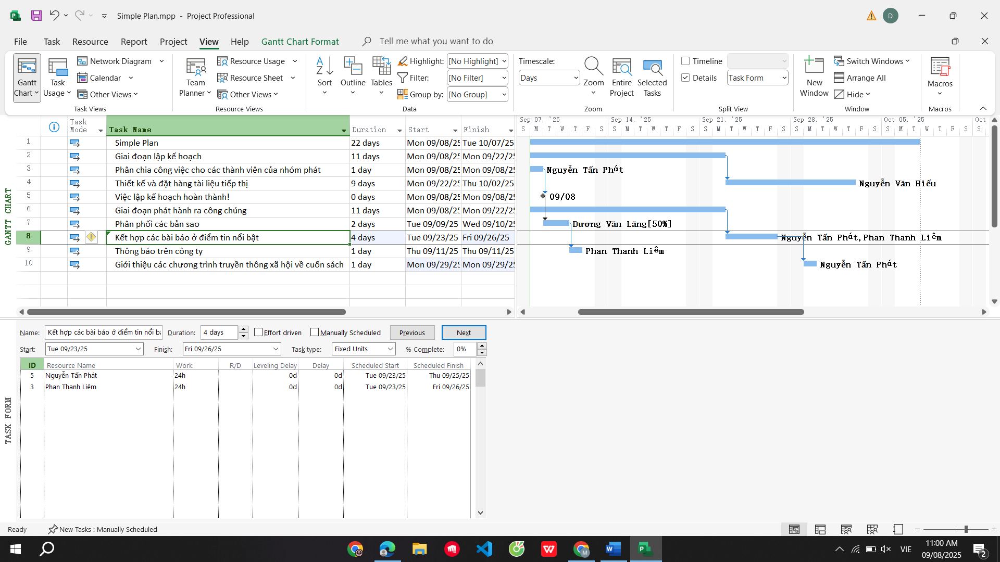 Simple Plan.mpp - Project Professional
D
File Task Resource Report Project View Help Gantt Chart Format Tell me what you want to do
Gantt Chart
Task Usage
Network Diagram
Calendar
Other Views
Task Views
Team Planner
Resource Usage
Resource Sheet
Other Views
Resource Views
Sort
Outline
Tables
Highlight: [No Highlight]
Filter: [No Filter]
Group by: [No Group]
Data
Timescale:
Days
Zoom
Entire Project
Selected Tasks
Zoom
Timeline
Details Task Form
Split View
New Window
Switch Windows
Arrange All
Hide
Window
Macros
Macros
GANTT CHART
Task Mode Task Name Duration Start Finish
1 Simple Plan 22 days Mon 09/08/25 Tue 10/07/25
2 Giai đoạn lập kế hoạch 11 days Mon 09/08/25 Mon 09/22/25
3 Phân chia công việc cho các thành viên của nhóm phát 1 day Mon 09/08/25 Mon 09/08/25
4 Thiết kế và đặt hàng tài liệu tiếp thị 9 days Mon 09/22/25 Thu 10/02/25
5 Việc lập kế hoạch hoàn thành! 0 days Mon 09/08/25 Mon 09/08/25
6 Giai đoạn phát hành ra công chúng 11 days Mon 09/08/25 Mon 09/22/25
7 Phân phối các bản sao 2 days Tue 09/09/25 Wed 09/10/25
8 Kết hợp các bài báo ở điểm tin nổi bật 4 days Tue 09/23/25 Fri 09/26/25
9 Thông báo trên công ty 1 day Thu 09/11/25 Thu 09/11/25
10 Giới thiệu các chương trình truyền thông xã hội về cuốn sách 1 day Mon 09/29/25 Mon 09/29/25
Sep 07, '25 Sep 14, '25 Sep 21, '25 Sep 28, '25 Oct 05, '25 Oct
S M T W T F S S M T W T F S S M T W T F S S M T W T F S S M T W T F S S
Nguyễn Tấn Phát
Nguyễn Văn Hiếu
09/08
Dương Văn Lăng[50%]
Nguyễn Tấn Phát,Phan Thanh Liêm
Phan Thanh Liêm
Nguyễn Tấn Phát
TASK FORM
Name: Kết hợp các bài báo ở điểm tin nổi bậ Duration: 4 days Effort driven Manually Scheduled Previous Next
Start: Tue 09/23/25 Finish: Fri 09/26/25 Task type: Fixed Units % Complete: 0%
ID Resource Name Work R/D Leveling Delay Delay Scheduled Start Scheduled Finish
5 Nguyễn Tấn Phát 24h 0d 0d Tue 09/23/25 Thu 09/25/25
3 Phan Thanh Liêm 24h 0d 0d Tue 09/23/25 Fri 09/26/25
Ready New Tasks : Manually Scheduled
VIE
11:00 AM
09/08/2025
2